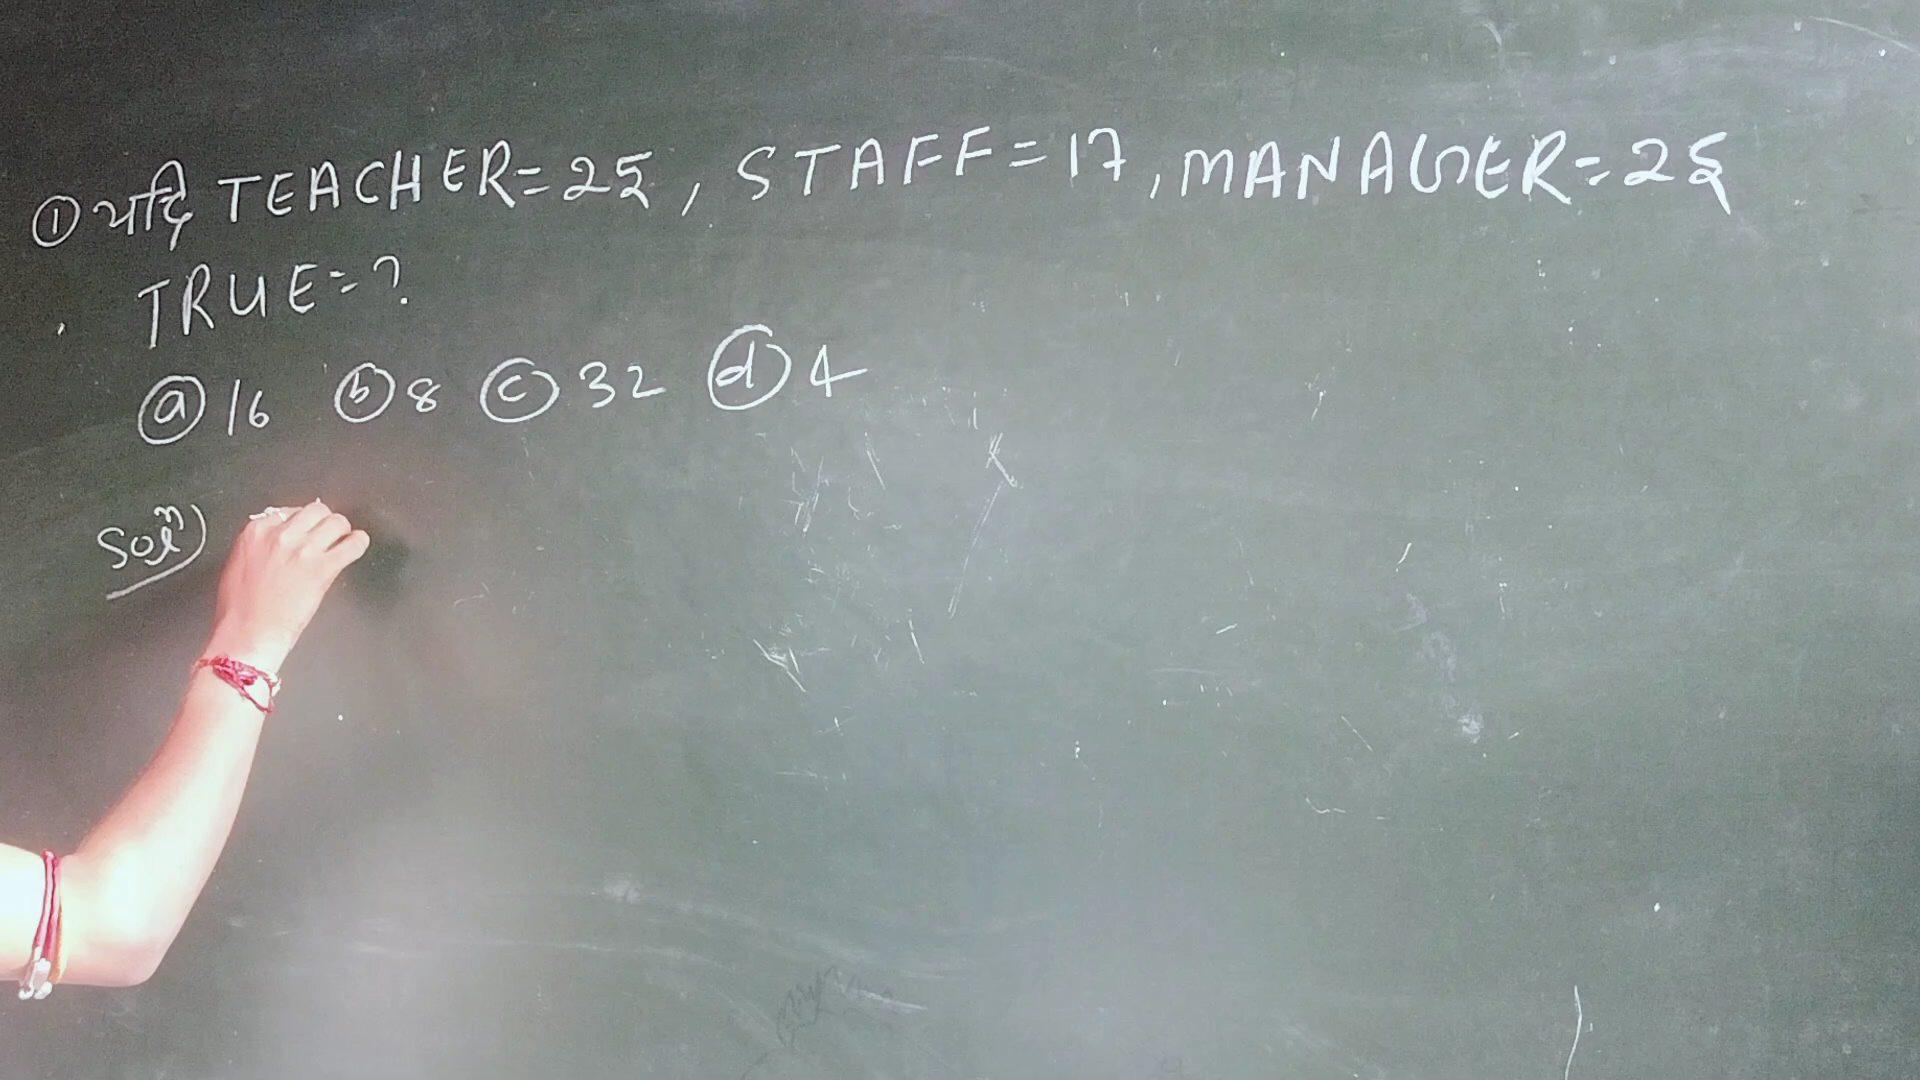 ① यदि TEACHER=25, STAFF=17, MANAGER=25
TRUE=?
ⓐ 16 ⓑ 8 ⓒ 32 ⓓ 4
Solⁿ)